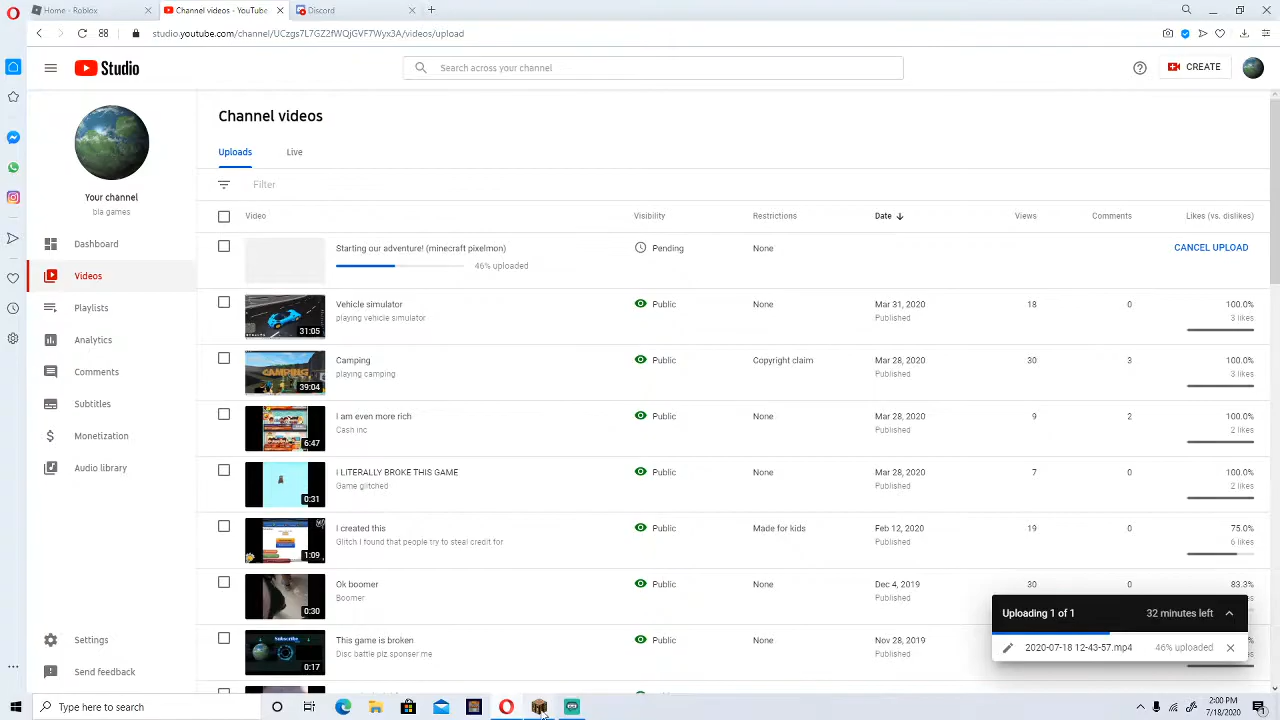 Home - Roblox
Channel videos - YouTube
Discord
studio.youtube.com/channel/UCzgs7L7GZ2fWQjGVF7Wyx3A/videos/upload
Studio
Search across your content
CREATE
Your channel
bla games
Dashboard
Videos
Playlists
Analytics
Comments
Subtitles
Monetization
Audio library
Settings
Send feedback
Channel videos
Uploads Live
Filter
Video Visibility Restrictions Date Views Comments Likes (vs. dislikes)
Starting our adventure! (minecraft pixelmon) Pending None CANCEL UPLOAD
46% uploaded
Vehicle simulator Public None Mar 31, 2020 18 0 100.0%
playing vehicle simulator Published 3 likes
31:05
Camping Public Copyright claim Mar 28, 2020 30 3 100.0%
playing camping Published 3 likes
CAMPING
39:04
I am even more rich Public None Mar 28, 2020 9 0 100.0%
Cash inc Published 2 likes
6:47
I LITERALLY BROKE THIS GAME Public None Mar 28, 2020 7 0 100.0%
Game glitched Published 2 likes
0:31
I created this Public Made for kids Feb 12, 2020 19 0 75.0%
Glitch I found that people try to steal credit for Published 6 likes
1:09
Ok boomer Public None Dec 4, 2019 30 0 83.3%
Boomer Published
0:30
This game is broken Public None Nov 28, 2019
Disc battle plz sponser me Published
Subscribe
0:17
Uploading 1 of 1 32 minutes left
46% uploaded
Type here to search
2:00 PM
7/18/2020